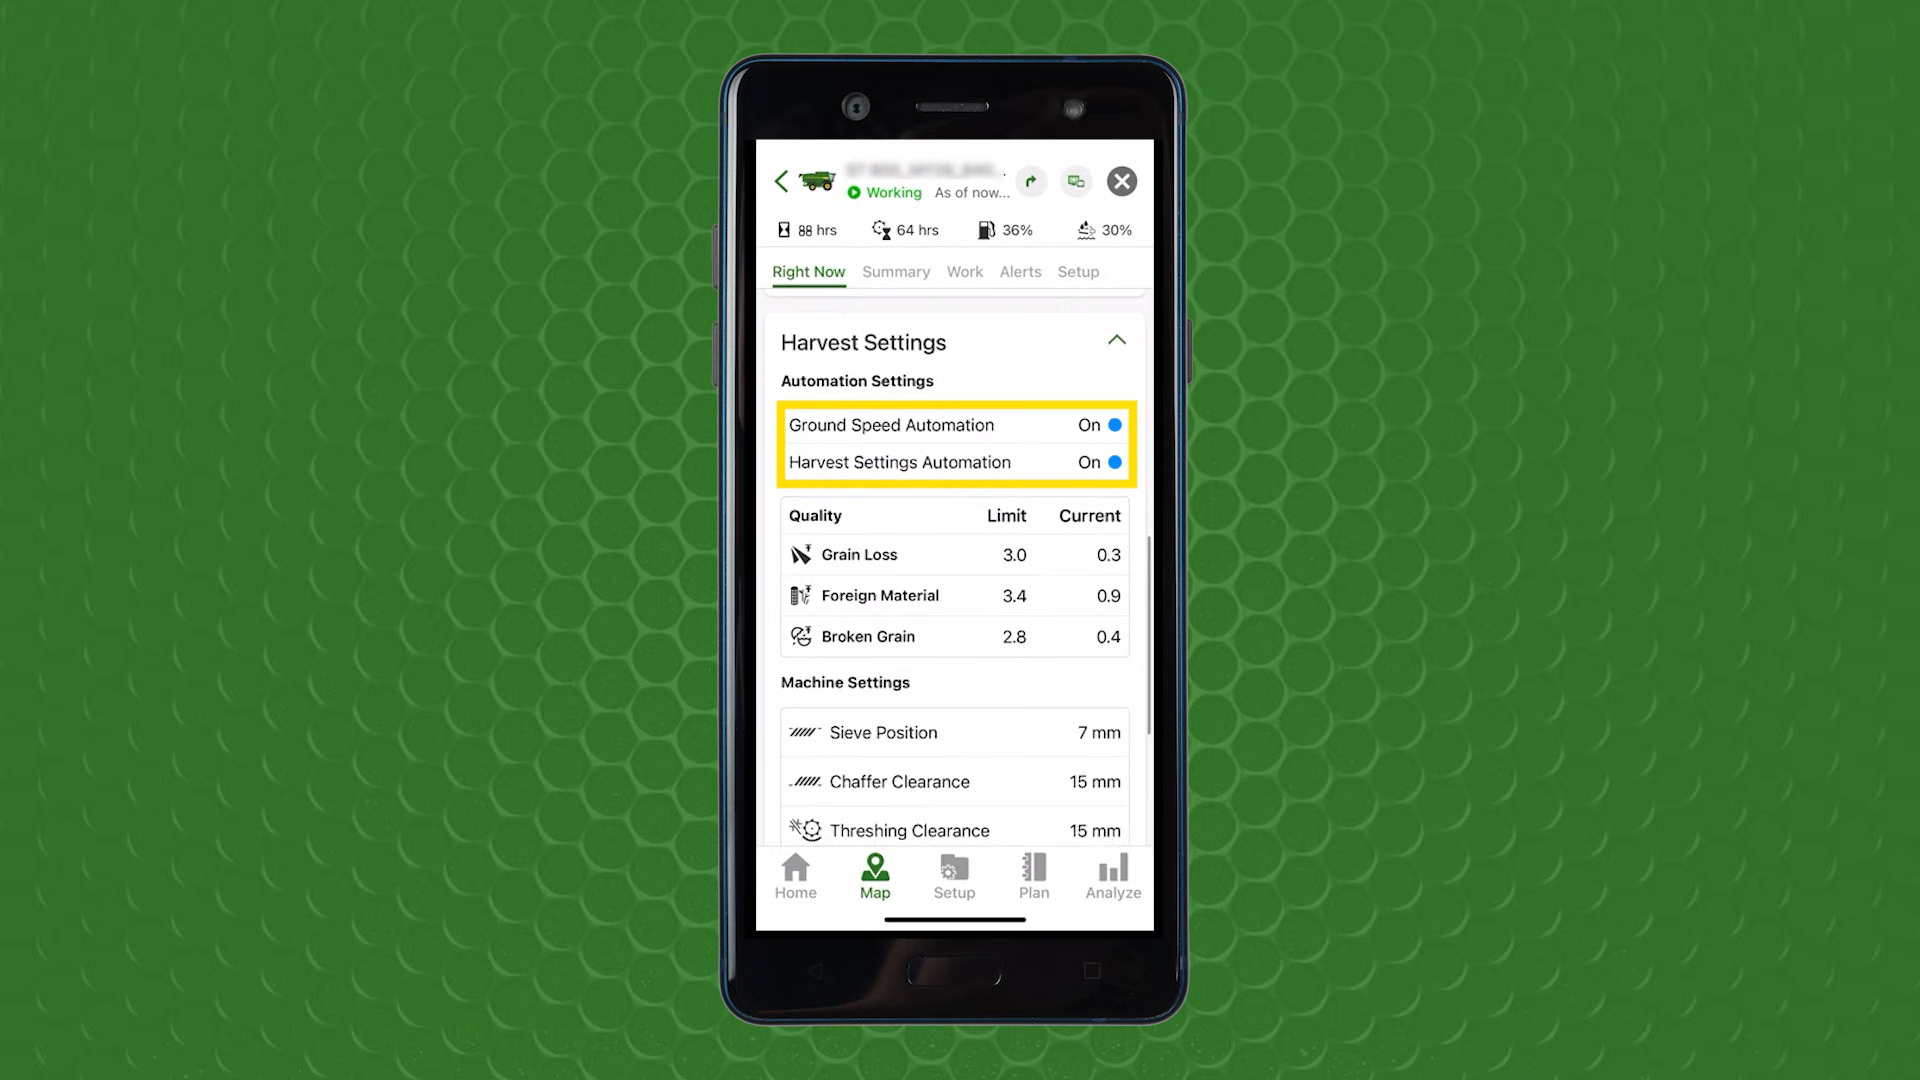 Working As of now...
88 hrs 64 hrs 36% 30%
Right Now Summary Work Alerts Setup
Harvest Settings
Automation Settings
Ground Speed Automation On
Harvest Settings Automation On
Quality Limit Current
Grain Loss 3.0 0.3
Foreign Material 3.4 0.9
Broken Grain 2.8 0.4
Machine Settings
Sieve Position 7 mm
Chaffer Clearance 15 mm
Threshing Clearance 15 mm
Home Map Setup Plan Analyze